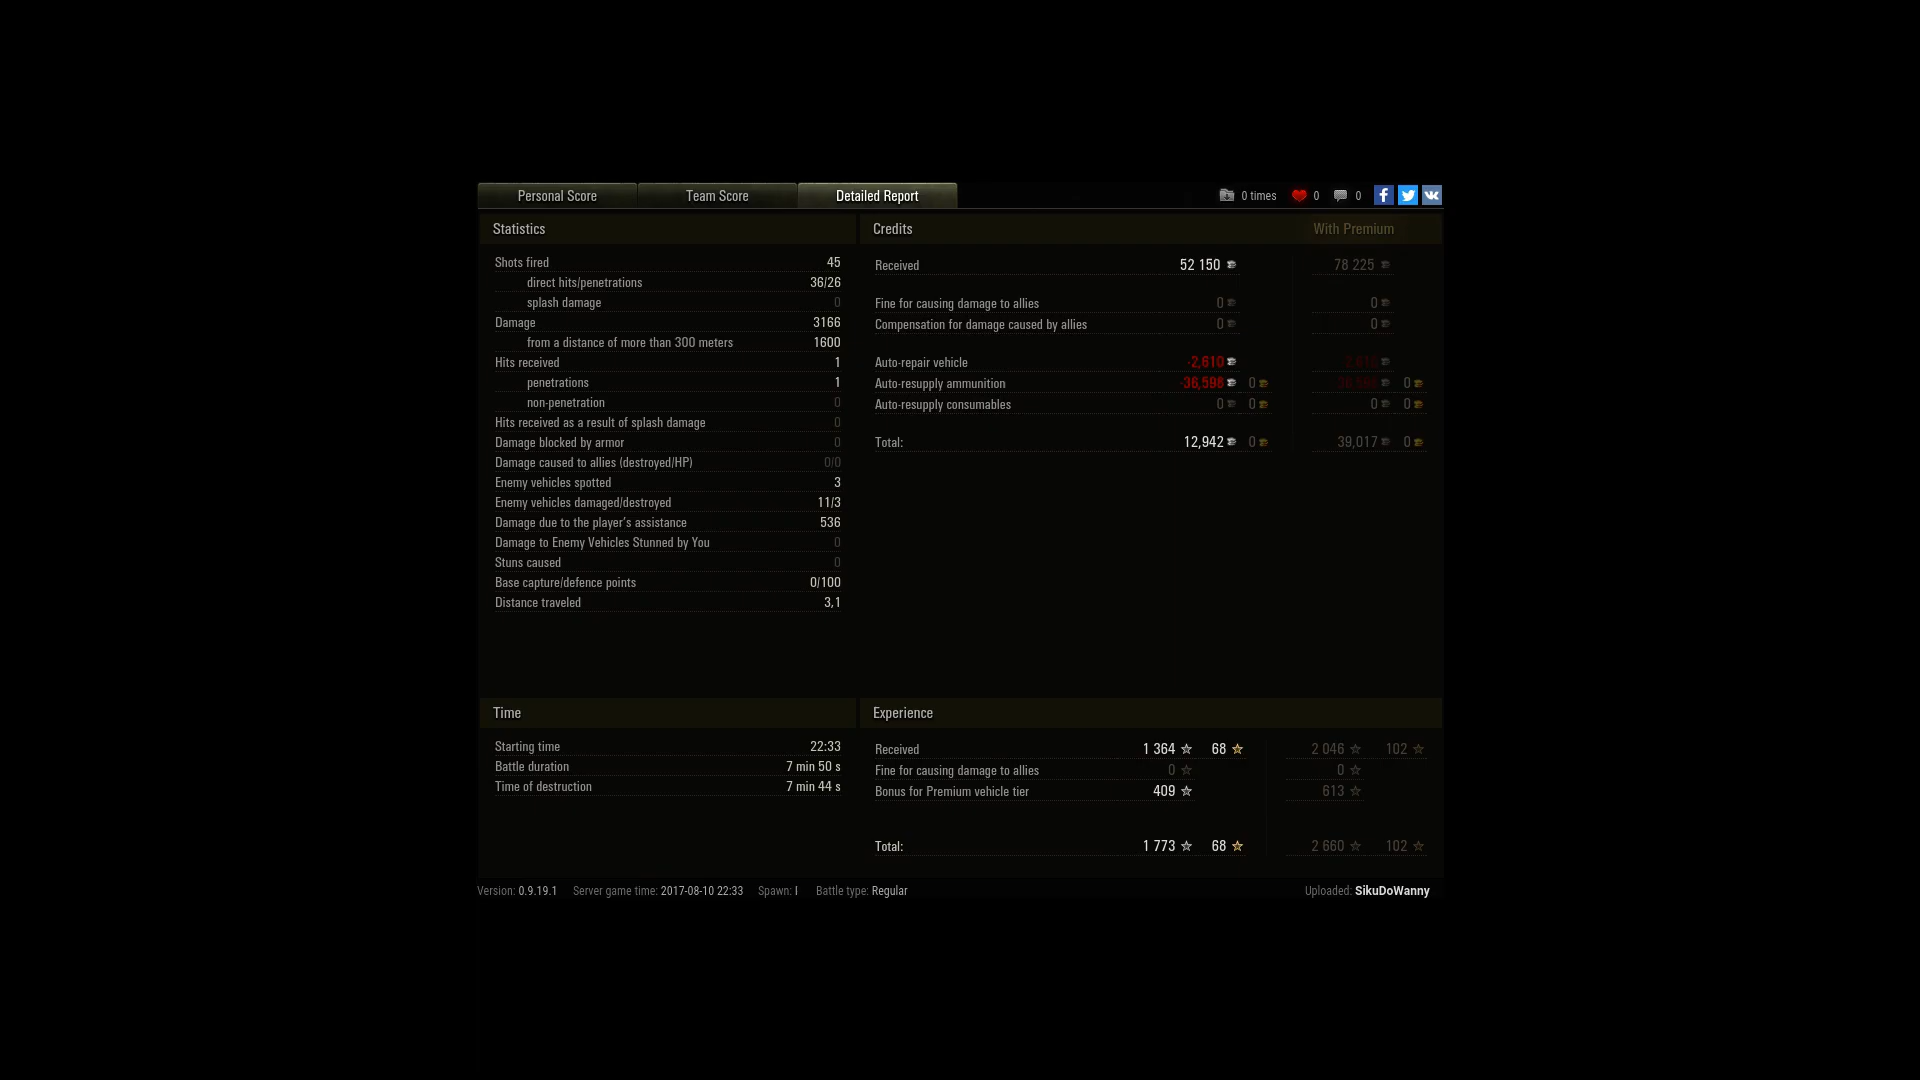 Personal Score Team Score Detailed Report 0 times 0 0
Statistics
Shots fired 45
direct hits/penetrations 36/26
splash damage 0
Damage 3166
from a distance of more than 300 meters 1600
Hits received 1
penetrations 1
non-penetration 0
Hits received as a result of splash damage 0
Damage blocked by armor 0
Damage caused to allies (destroyed/HP) 0/0
Enemy vehicles spotted 3
Enemy vehicles damaged/destroyed 11/3
Damage due to the player's assistance 536
Damage to Enemy Vehicles Stunned by You 0
Stuns caused 0
Base capture/defence points 0/100
Distance traveled 3,1
Credits With Premium
Received 52 150 78 225
Fine for causing damage to allies 0 0
Compensation for damage caused by allies 0 0
Auto-repair vehicle -2,610 -2,610
Auto-resupply ammunition -36,598 0 -36,598 0
Auto-resupply consumables 0 0 0 0
Total: 12,942 0 39,017 0
Time
Starting time 22:33
Battle duration 7 min 50 s
Time of destruction 7 min 44 s
Experience
Received 1 364 68 2 046 102
Fine for causing damage to allies 0 0
Bonus for Premium vehicle tier 409 613
Total: 1 773 68 2 660 102
Version: 0.9.19.1 Server game time: 2017-08-10 22:33 Spawn: I Battle type: Regular Uploaded: SikuDoWanny